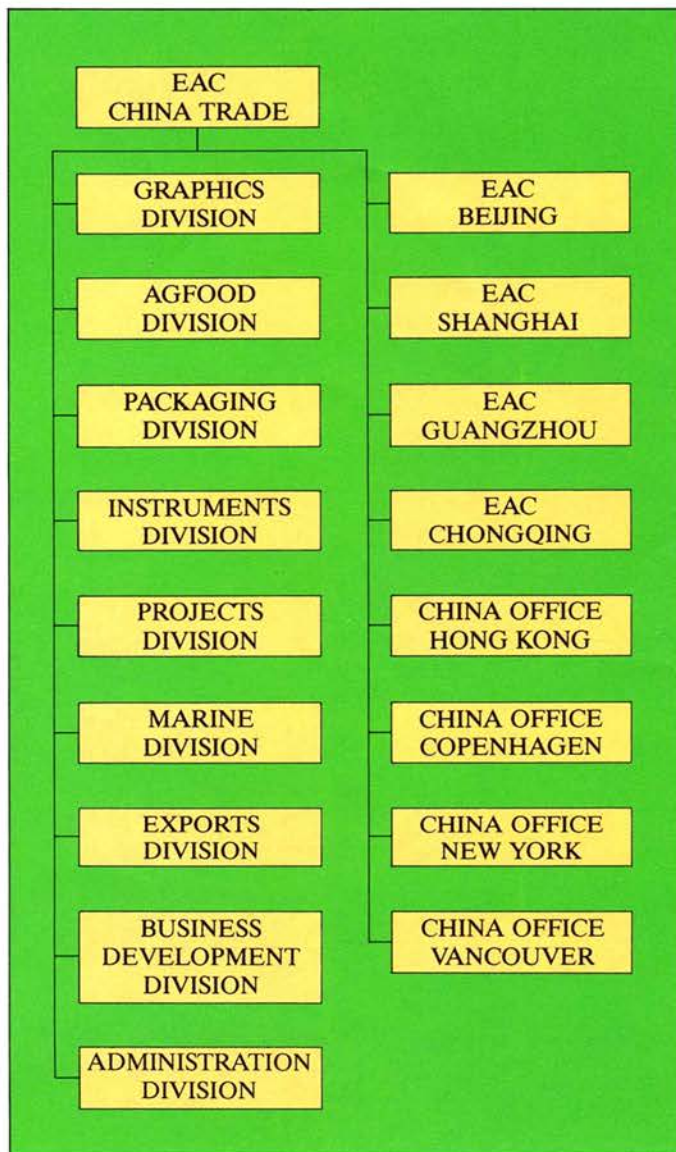 EAC
CHINA TRADE
GRAPHICS
DIVISION
AGFOOD
DIVISION
PACKAGING
DIVISION
INSTRUMENTS
DIVISION
PROJECTS
DIVISION
MARINE
DIVISION
EXPORTS
DIVISION
BUSINESS
DEVELOPMENT
DIVISION
ADMINISTRATION
DIVISION
EAC
BEIJING
EAC
SHANGHAI
EAC
GUANGZHOU
EAC
CHONGQING
CHINA OFFICE
HONG KONG
CHINA OFFICE
COPENHAGEN
CHINA OFFICE
NEW YORK
CHINA OFFICE
VANCOUVER